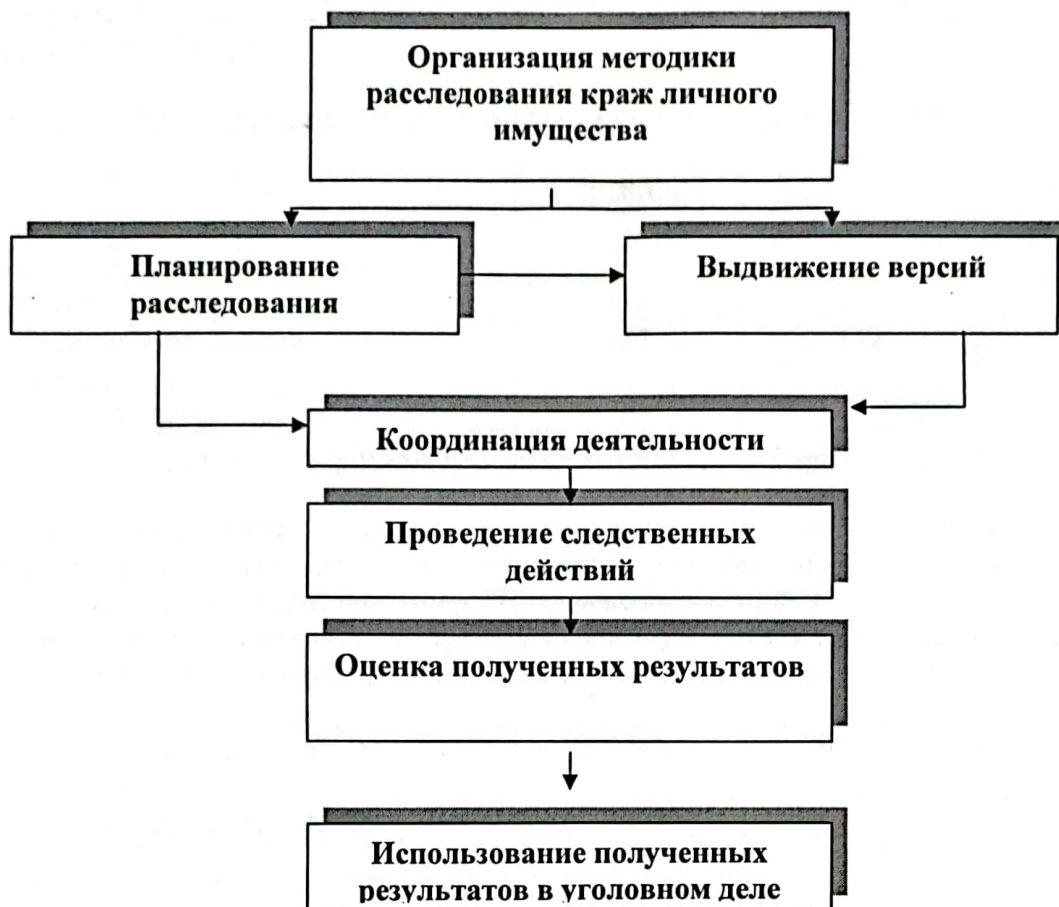 Организация методики
расследования краж личного
имущества
Планирование
расследования
Выдвижение версий
Координация деятельности
Проведение следственных
действий
Оценка полученных результатов
Использование полученных
результатов в уголовном деле